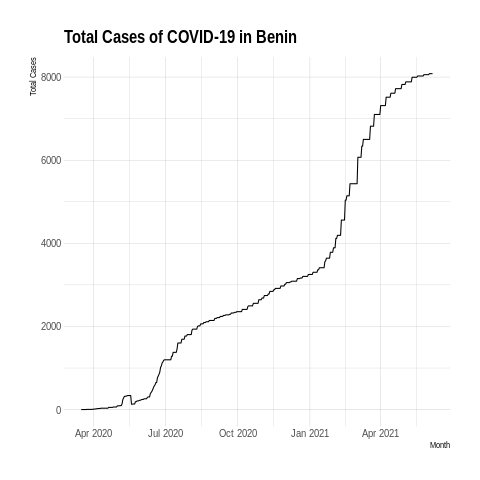 Total Cases of COVID-19 in Benin
Total Cases
8000
6000
4000
2000
0
Apr 2020 Jul 2020 Oct 2020 Jan 2021 Apr 2021
Month